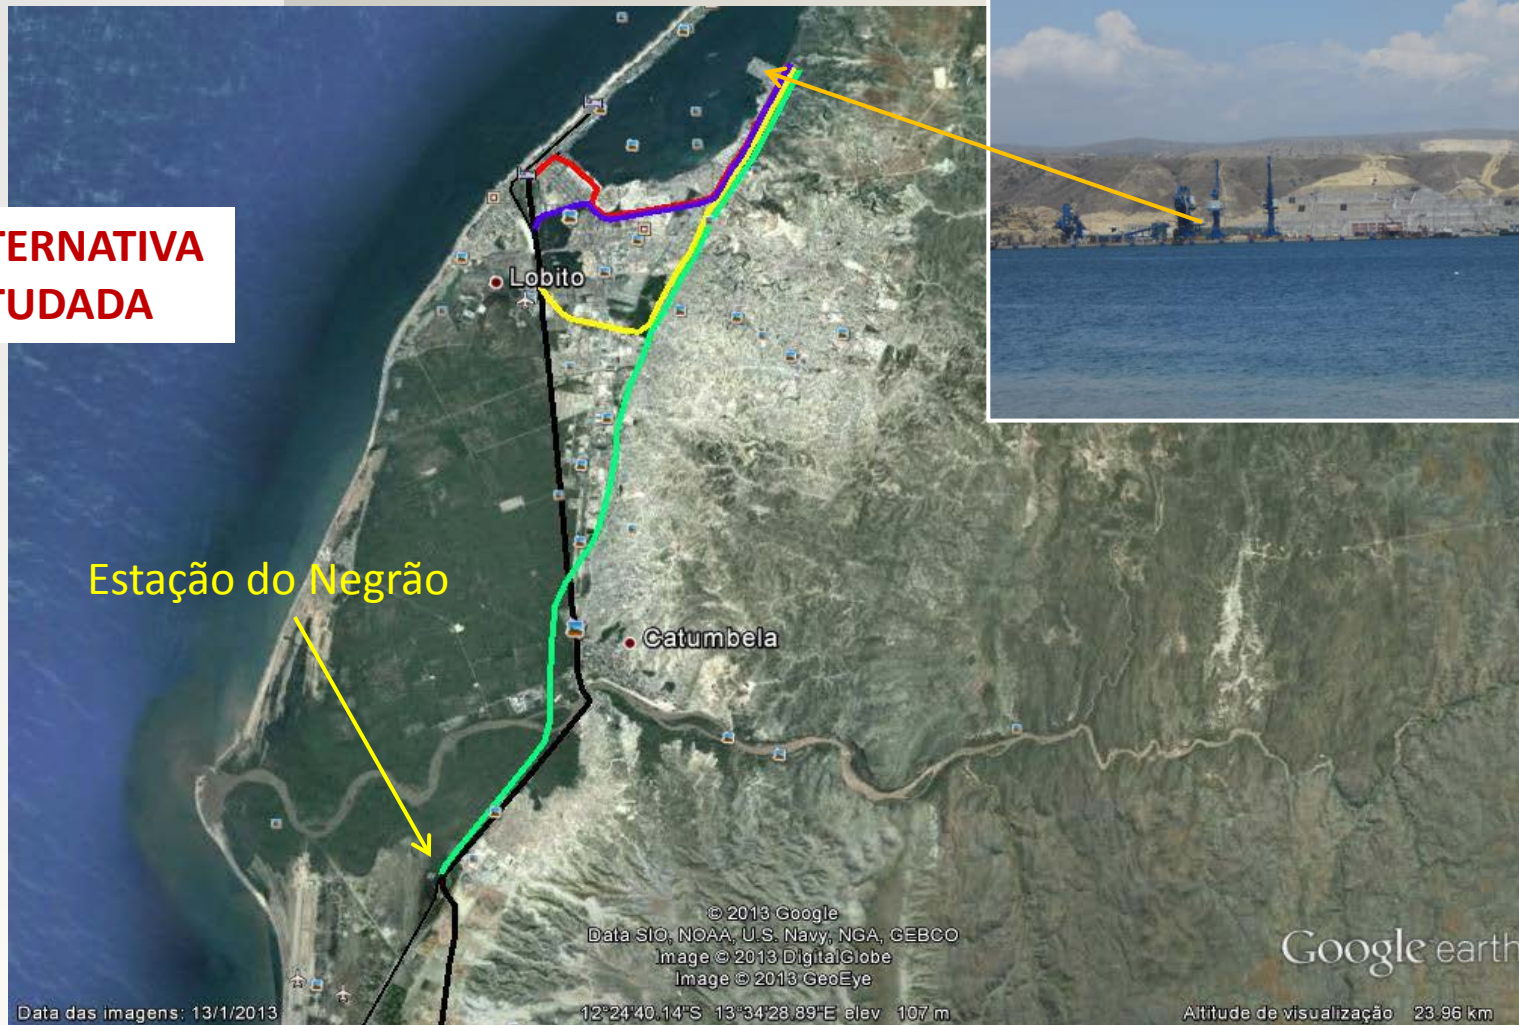 TERNATIVA
TUDADA
Lobito
Estação do Negrão
Catumbela
© 2013 Google
Data SIO, NOAA, U.S. Navy, NGA, GEBCO
Image © 2013 DigitalGlobe
Image © 2013 GeoEye
Google earth
Data das imagens: 13/1/2013
12°24'40.14"S 13°34'28.89"E elev 107 m
Altitude de visualização 23.96 km